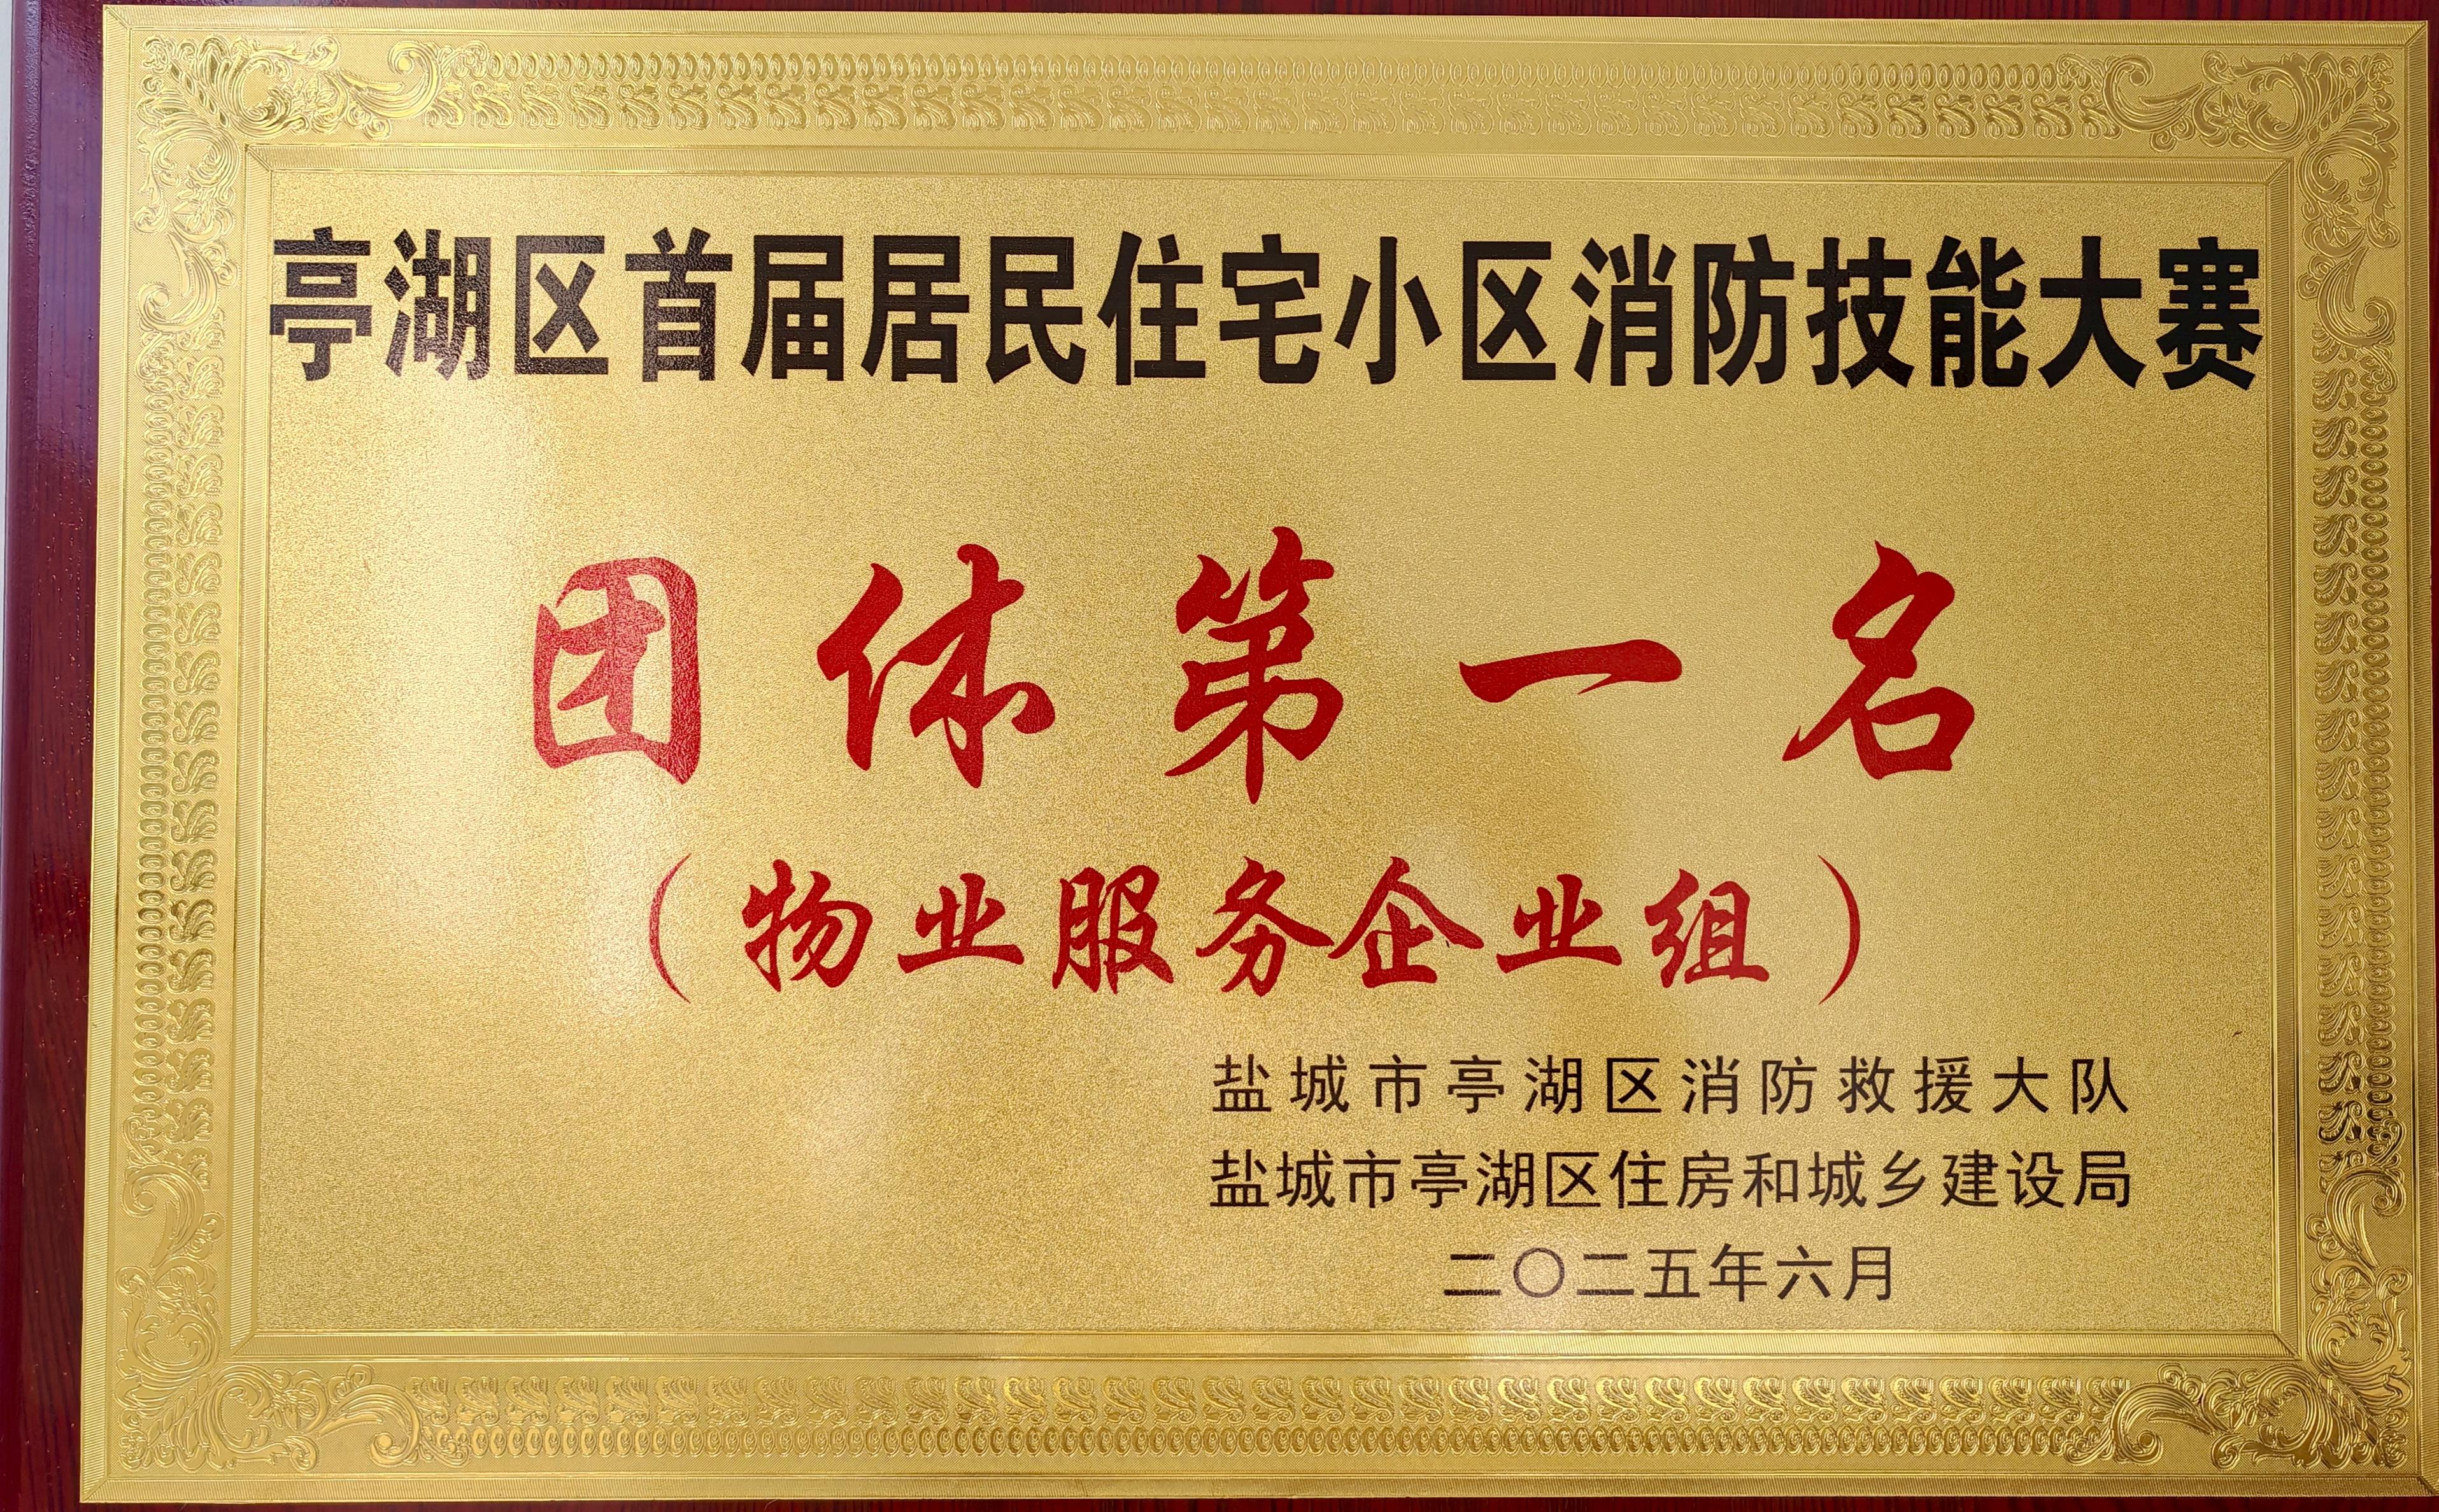 亭湖区首届居民住宅小区消防技能大赛
团体第一名
（物业服务企业组）
盐城市亭湖区消防救援大队
盐城市亭湖区住房和城乡建设局
二〇二五年六月